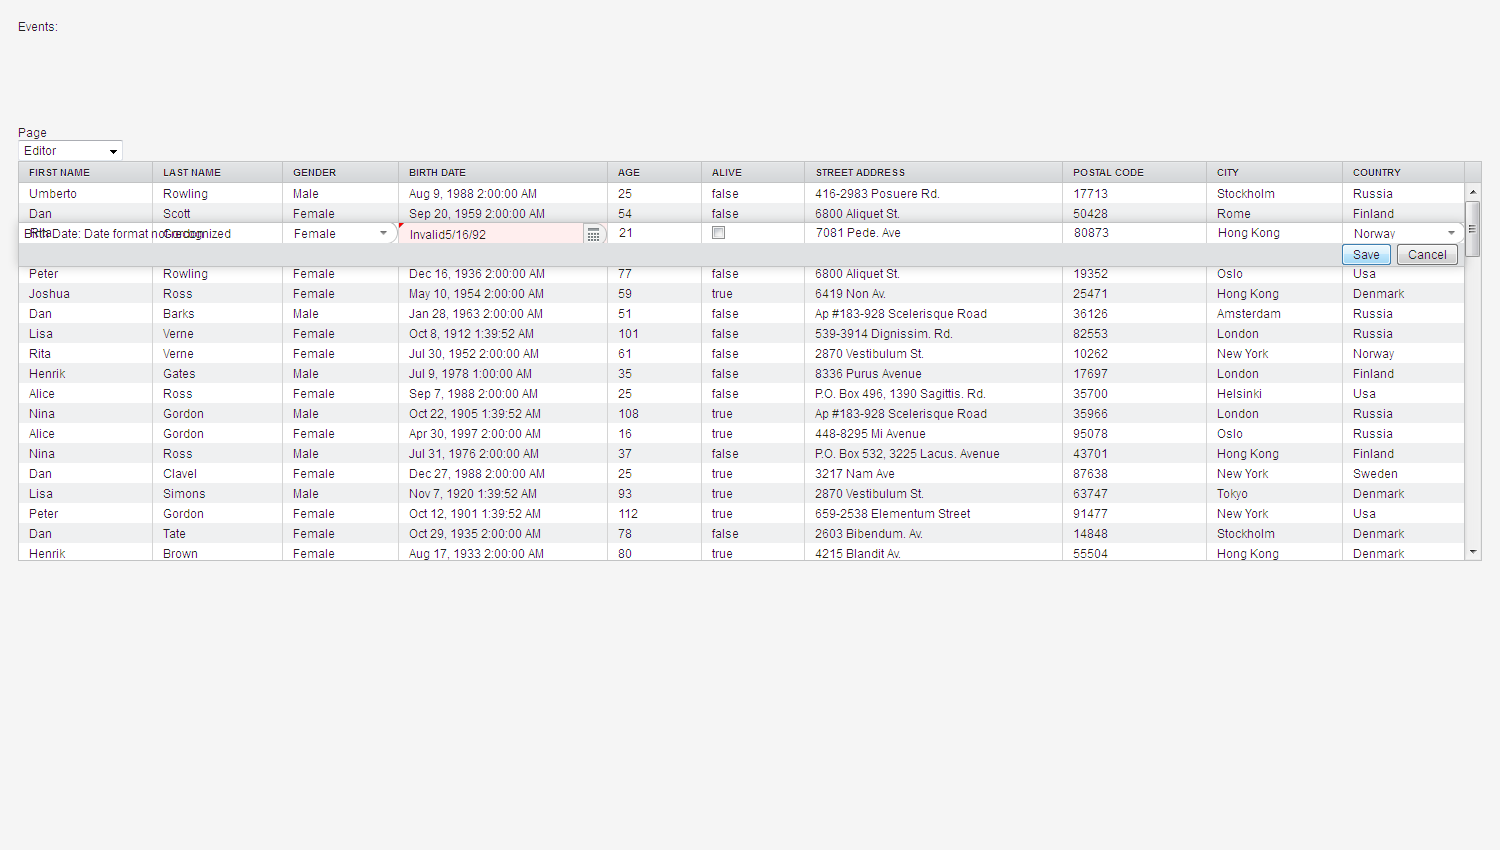 Events:
Page
Editor
FIRST NAME LAST NAME GENDER BIRTH DATE AGE ALIVE STREET ADDRESS POSTAL CODE CITY COUNTRY
Umberto Rowling Male Aug 9, 1988 2:00:00 AM 25 false 416-2983 Posuere Rd. 17713 Stockholm Russia
Dan Scott Female Sep 20, 1959 2:00:00 AM 54 false 6800 Aliquet St. 50428 Rome Finland
Rita Gordon Female Invalid5/16/92 21 7081 Pede. Ave 80873 Hong Kong Norway
Birth Date: Date format not recognized
Save Cancel
Peter Rowling Female Dec 16, 1936 2:00:00 AM 77 false 6800 Aliquet St. 19352 Oslo Usa
Joshua Ross Female May 10, 1954 2:00:00 AM 59 true 6419 Non Av. 25471 Hong Kong Denmark
Dan Barks Male Jan 28, 1963 2:00:00 AM 51 false Ap #183-928 Scelerisque Road 36126 Amsterdam Russia
Lisa Verne Female Oct 8, 1912 1:39:52 AM 101 false 539-3914 Dignissim. Rd. 82553 London Russia
Rita Verne Female Jul 30, 1952 2:00:00 AM 61 false 2870 Vestibulum St. 10262 New York Norway
Henrik Gates Male Jul 9, 1978 1:00:00 AM 35 false 8336 Purus Avenue 17697 London Finland
Alice Ross Female Sep 7, 1988 2:00:00 AM 25 false P.O. Box 496, 1390 Sagittis. Rd. 35700 Helsinki Usa
Nina Gordon Male Oct 22, 1905 1:39:52 AM 108 true Ap #183-928 Scelerisque Road 35966 London Russia
Alice Gordon Female Apr 30, 1997 2:00:00 AM 16 true 448-8295 Mi Avenue 95078 Oslo Russia
Nina Ross Male Jul 31, 1976 2:00:00 AM 37 false P.O. Box 532, 3225 Lacus. Avenue 43701 Hong Kong Finland
Dan Clavel Female Dec 27, 1988 2:00:00 AM 25 true 3217 Nam Ave 87638 New York Sweden
Lisa Simons Male Nov 7, 1920 1:39:52 AM 93 true 2870 Vestibulum St. 63747 Tokyo Denmark
Peter Gordon Female Oct 12, 1901 1:39:52 AM 112 true 659-2538 Elementum Street 91477 New York Usa
Dan Tate Female Oct 29, 1935 2:00:00 AM 78 false 2603 Bibendum. Av. 14848 Stockholm Denmark
Henrik Brown Female Aug 17, 1933 2:00:00 AM 80 true 4215 Blandit Av. 55504 Hong Kong Denmark